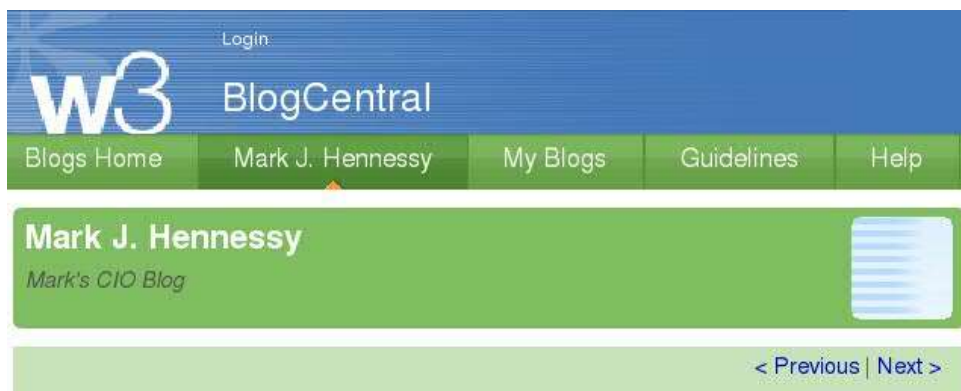 Login
w3
BlogCentral
Blogs Home Mark J. Hennessy My Blogs Guidelines Help
Mark J. Hennessy
Mark's CIO Blog
< Previous | Next >